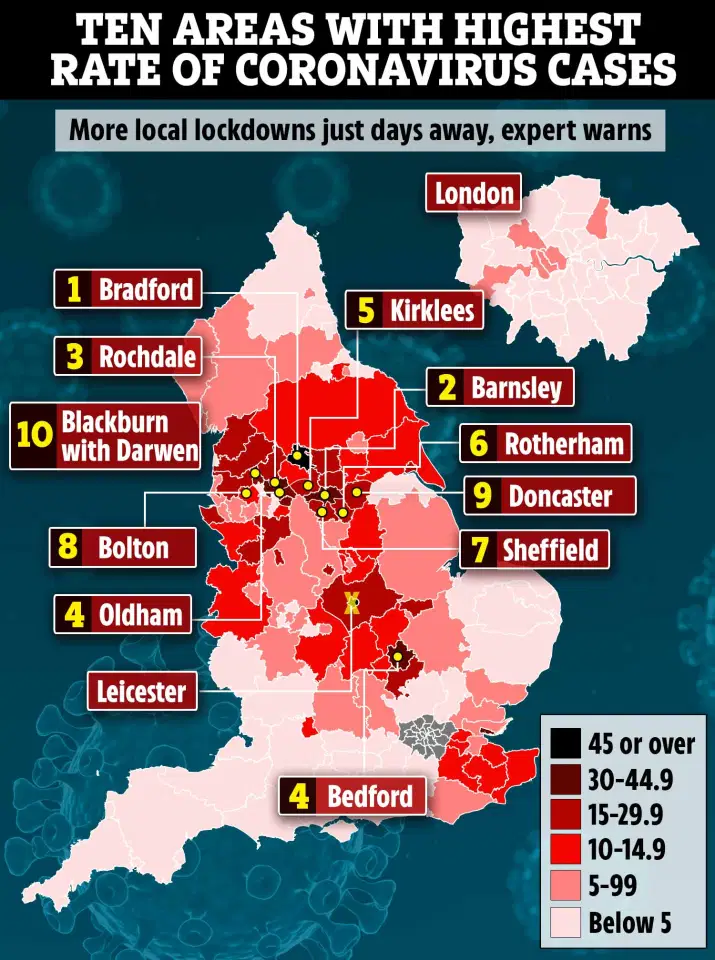 TEN AREAS WITH HIGHEST
RATE OF CORONAVIRUS CASES
More local lockdowns just days away, expert warns
London
1 Bradford
5 Kirklees
3 Rochdale
2 Barnsley
10 Blackburn
with Darwen
6 Rotherham
9 Doncaster
8 Bolton
7 Sheffield
4 Oldham
X
Leicester
4 Bedford
45 or over
30-44.9
15-29.9
10-14.9
5-99
Below 5